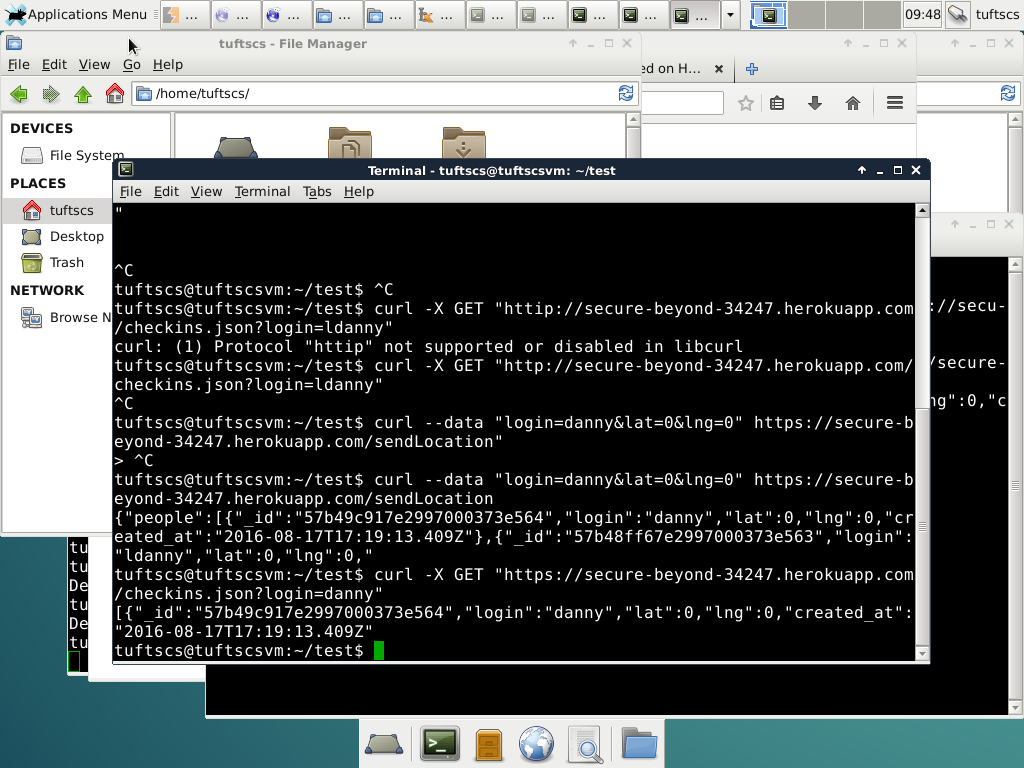 Applications Menu
...
...
...
...
...
...
...
...
...
...
...
09:48
tuftscs
tuftscs - File Manager
File Edit View Go Help
/home/tuftscs/
ed on H...
DEVICES
File System
PLACES
tuftscs
Desktop
Trash
NETWORK
Browse N
Terminal - tuftscs@tuftscsvm: ~/test
File Edit View Terminal Tabs Help
"
^C
tuftscs@tuftscsvm:~/test$ ^C
tuftscs@tuftscsvm:~/test$ curl -X GET "httip://secure-beyond-34247.herokuapp.com
/checkins.json?login=ldanny"
curl: (1) Protocol "httip" not supported or disabled in libcurl
tuftscs@tuftscsvm:~/test$ curl -X GET "http://secure-beyond-34247.herokuapp.com/
checkins.json?login=ldanny"
^C
tuftscs@tuftscsvm:~/test$ curl --data "login=danny&lat=0&lng=0" https://secure-b
eyond-34247.herokuapp.com/sendLocation"
> ^C
tuftscs@tuftscsvm:~/test$ curl --data "login=danny&lat=0&lng=0" https://secure-b
eyond-34247.herokuapp.com/sendLocation
{"people":[{"_id":"57b49c917e2997000373e564","login":"danny","lat":0,"lng":0,"cr
eated_at":"2016-08-17T17:19:13.409Z"},{"_id":"57b48ff67e2997000373e563","login":
"ldanny","lat":0,"lng":0,"
tuftscs@tuftscsvm:~/test$ curl -X GET "https://secure-beyond-34247.herokuapp.com
/checkins.json?login=danny"
[{"_id":"57b49c917e2997000373e564","login":"danny","lat":0,"lng":0,"created_at":
"2016-08-17T17:19:13.409Z"
tuftscs@tuftscsvm:~/test$
://secu-
/secure-
ng":0,"c
tu
tu
De
tu
De
tu